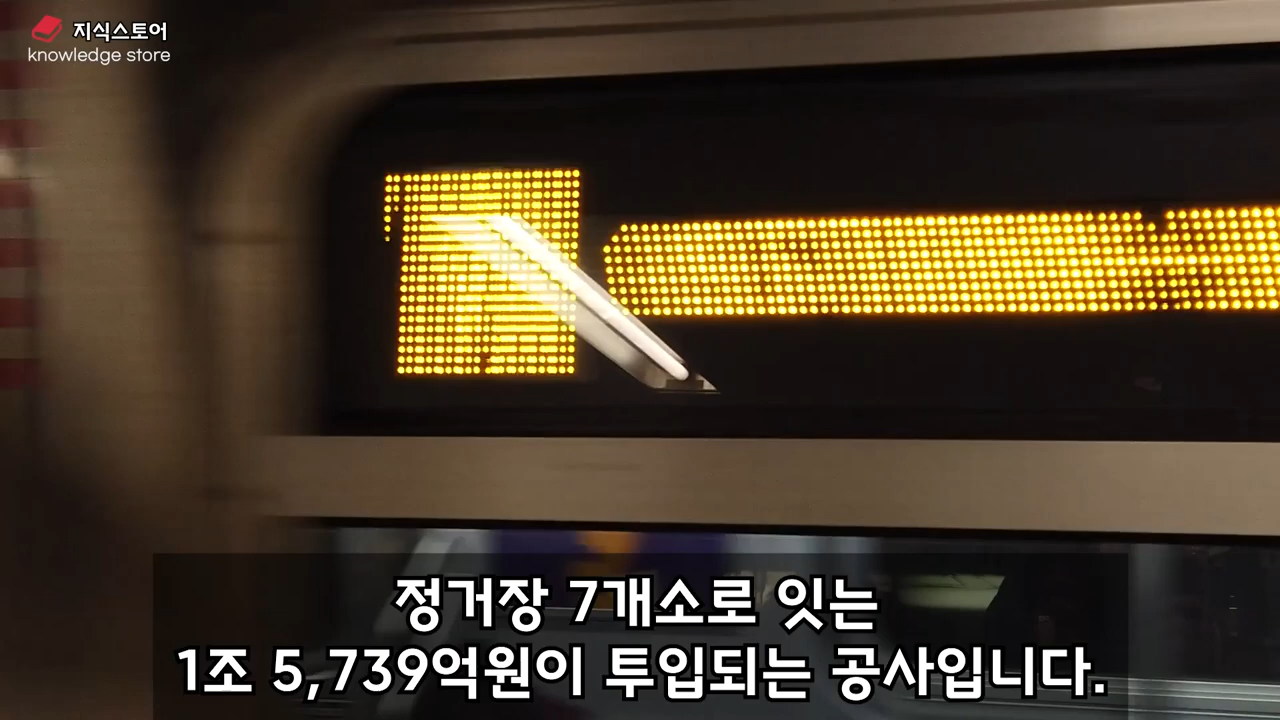 지식스토어
knowledge store
정거장 7개소로 잇는
1조 5,739억원이 투입되는 공사입니다.